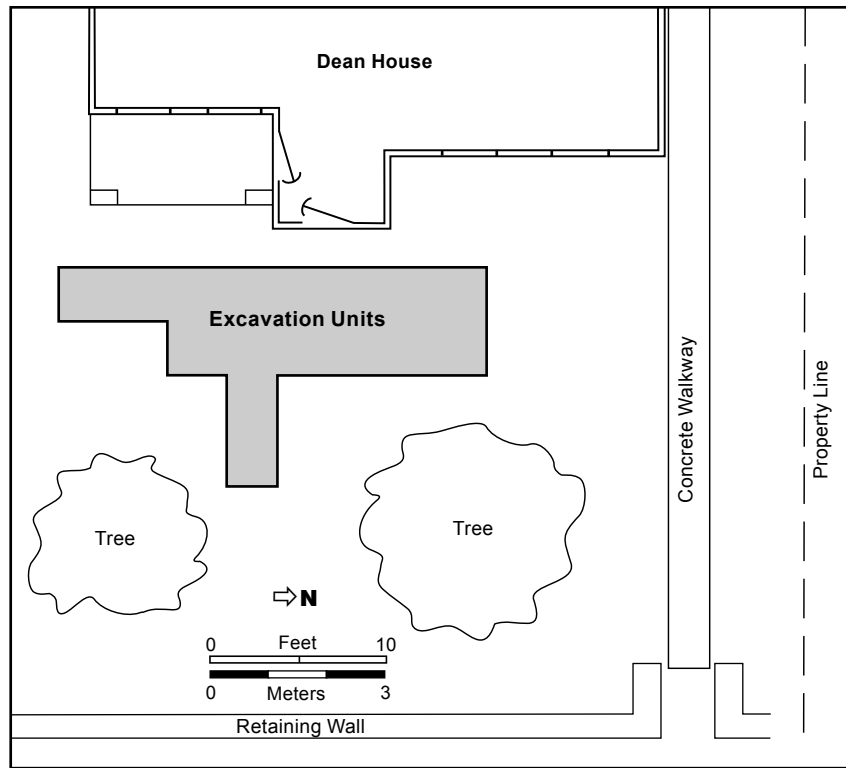 Dean House
Excavation Units
Concrete Walkway
Property Line
Tree
Tree
N
0 Feet 10
0 Meters 3
Retaining Wall